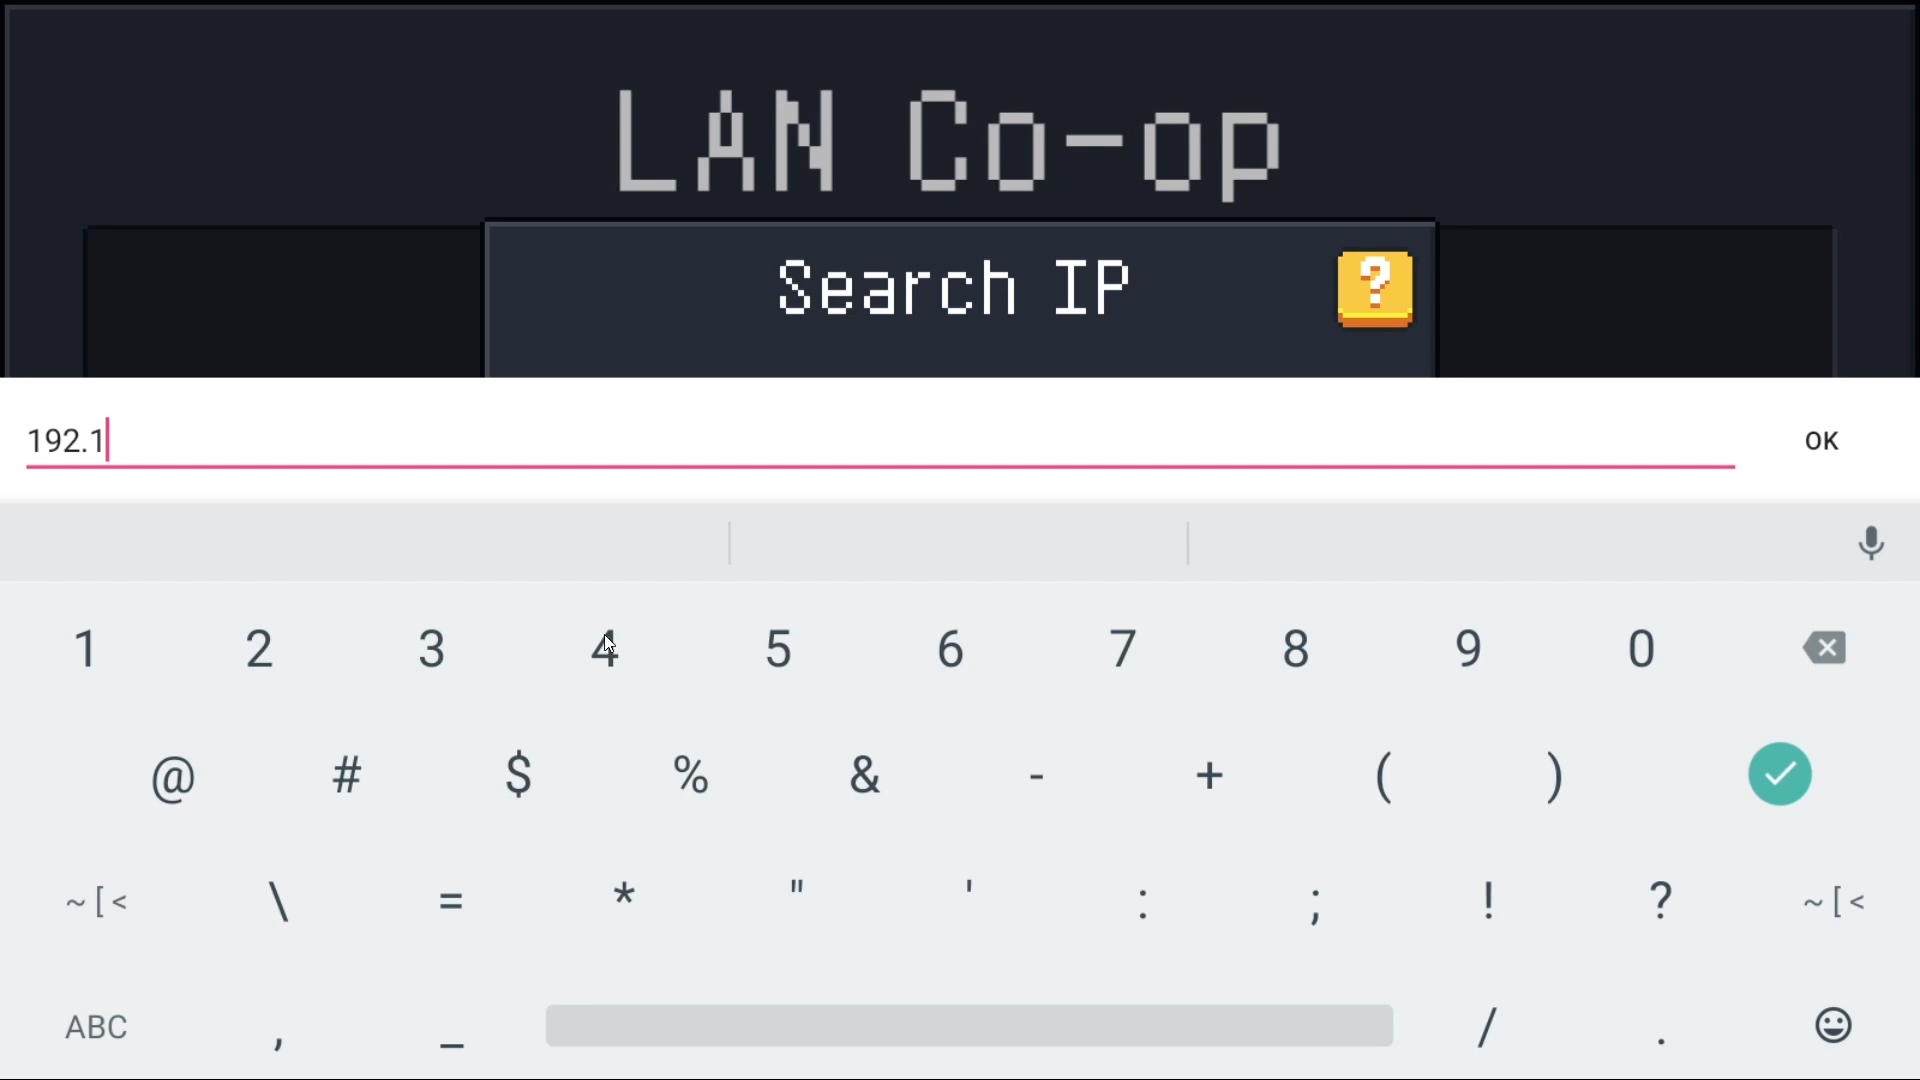 LAN Co-op
Search IP ?
192.1 OK
1 2 3 4 5 6 7 8 9 0
@ # $ % & - + ( )
~ [ < \ = * " ' : ; ! ? ~ [ <
ABC , _ / .